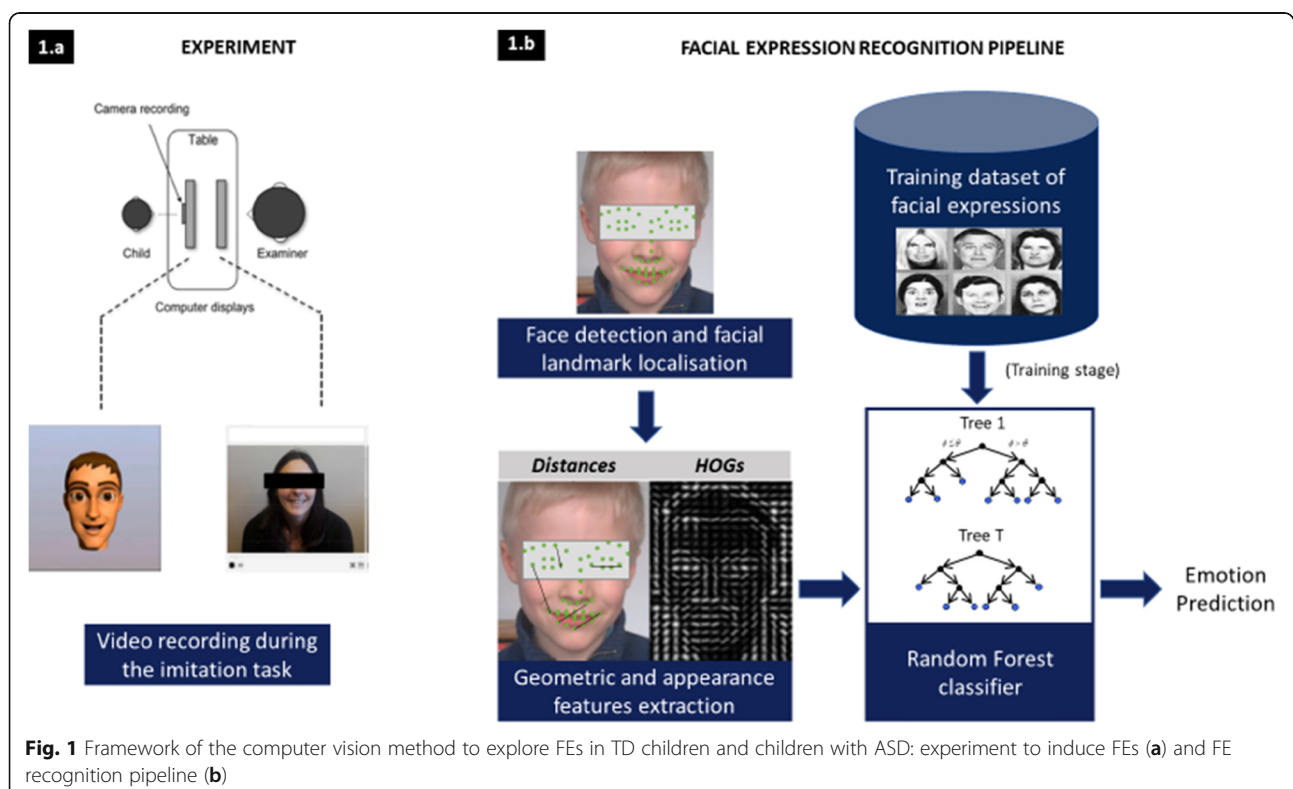 1.a
EXPERIMENT
Camera recording
Table
Child
Examiner
Computer displays
Video recording during
the imitation task
1.b
FACIAL EXPRESSION RECOGNITION PIPELINE
Face detection and facial
landmark localisation
Distances
HOGs
Geometric and appearance
features extraction
Training dataset of
facial expressions
(Training stage)
Tree 1
ϕ ≤ θ
ϕ > θ
Tree T
Random Forest
classifier
Emotion
Prediction
Fig. 1 Framework of the computer vision method to explore FEs in TD children and children with ASD: experiment to induce FEs (a) and FE
recognition pipeline (b)